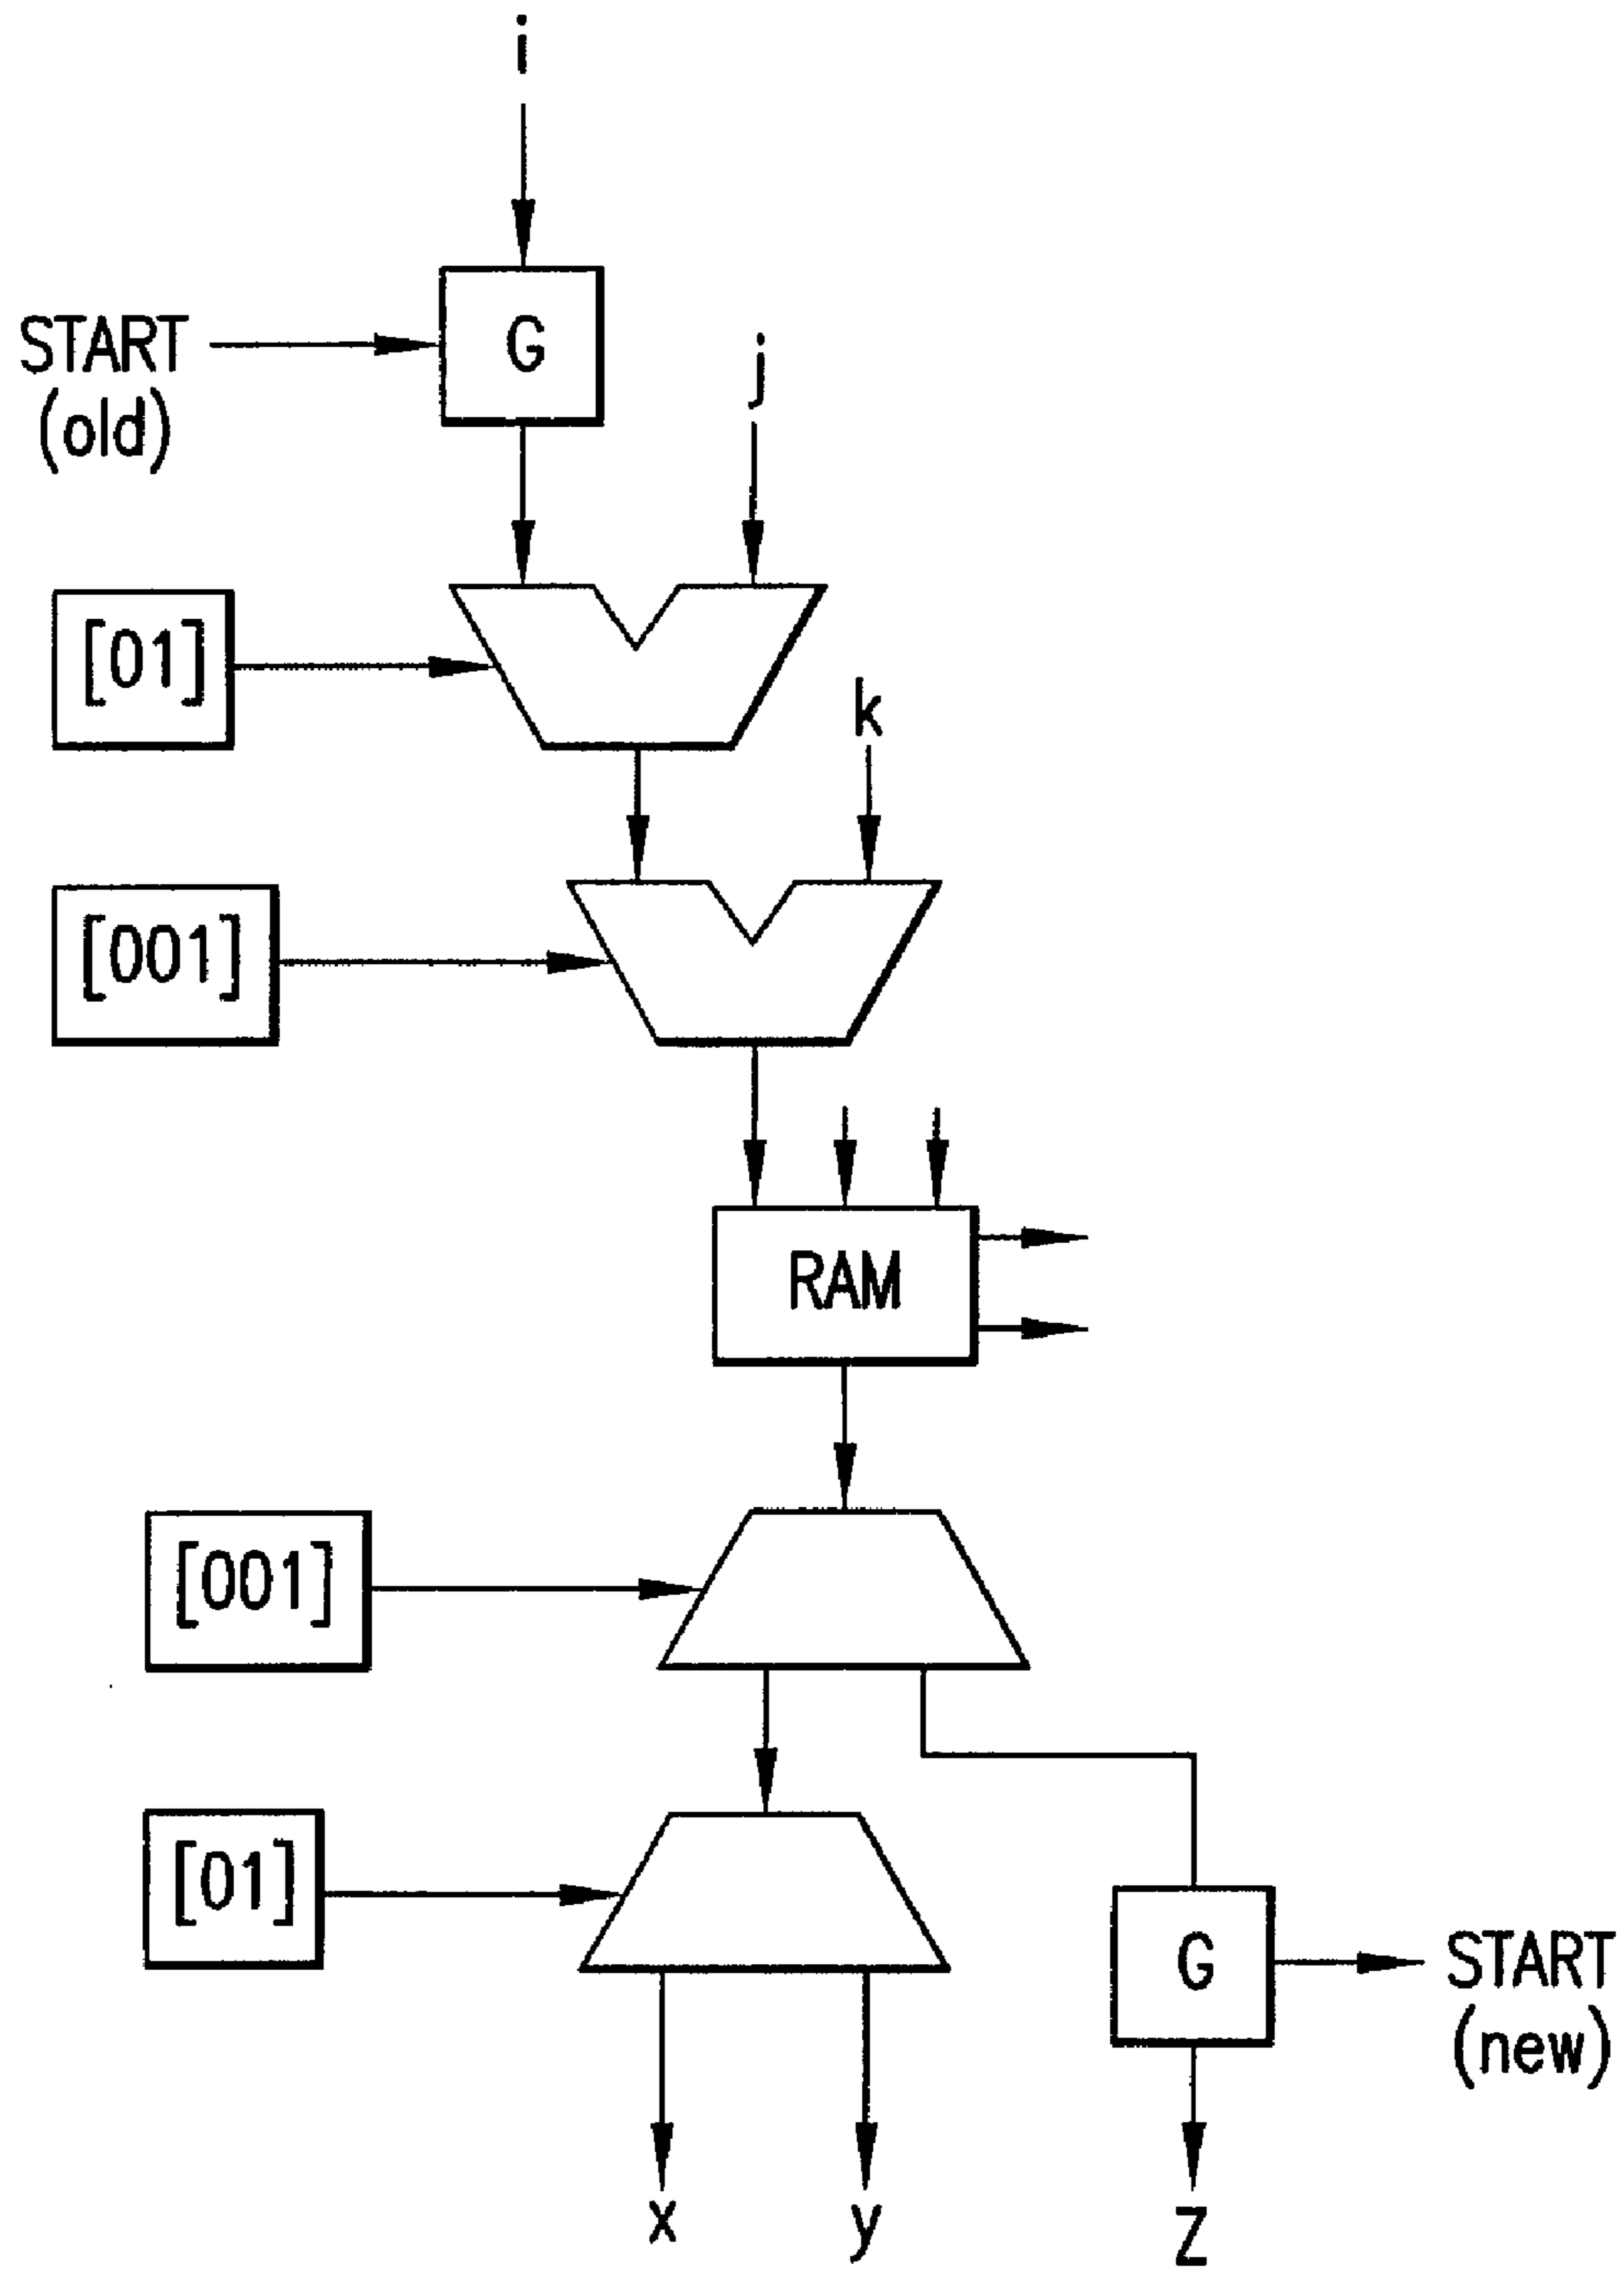 i
START
(old)
G
j
[01]
k
[001]
RAM
[001]
[01]
G
START
(new)
x
y
Z